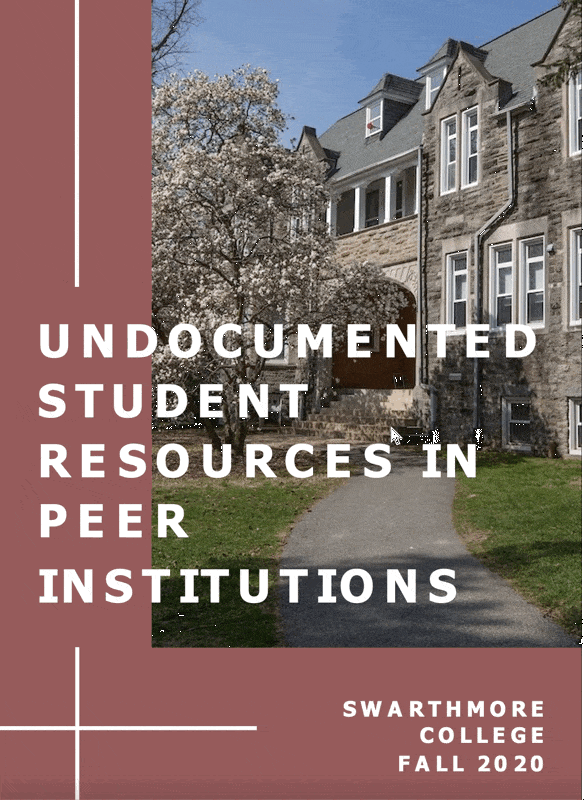 UNDOCUMENTED
STUDENT
RESOURCES IN
PEER
INSTITUTIONS
SWARTHMORE
COLLEGE
FALL 2020